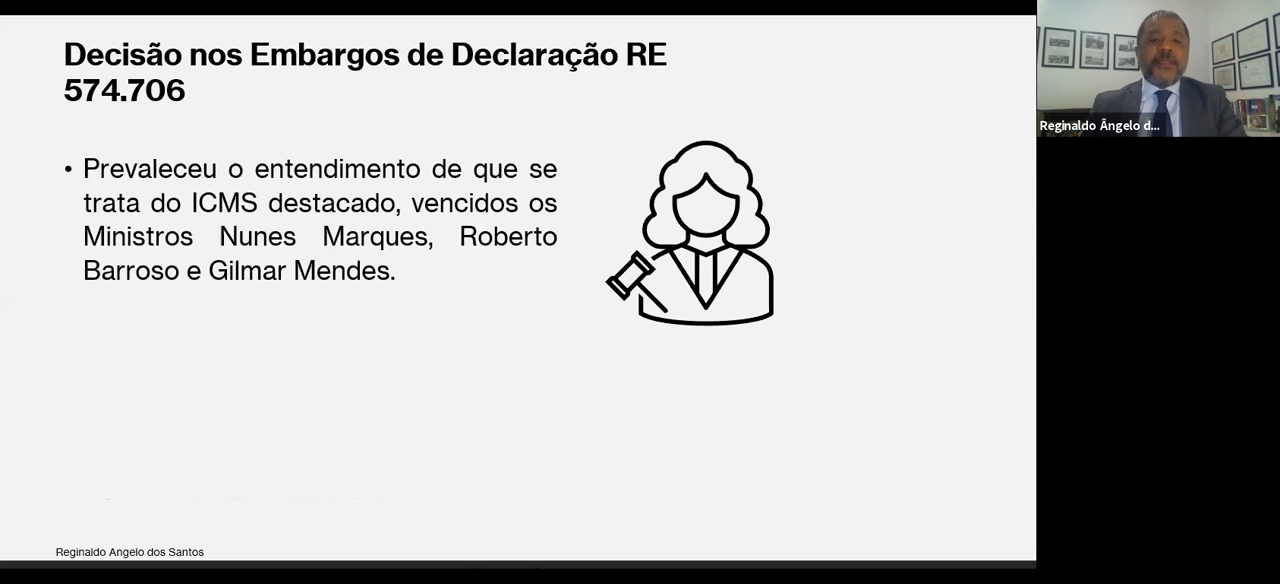 Decisão nos Embargos de Declaração RE
574.706
• Prevaleceu o entendimento de que se
trata do ICMS destacado, vencidos os
Ministros Nunes Marques, Roberto
Barroso e Gilmar Mendes.
Reginaldo Angelo dos Santos
Reginaldo Ângelo d...